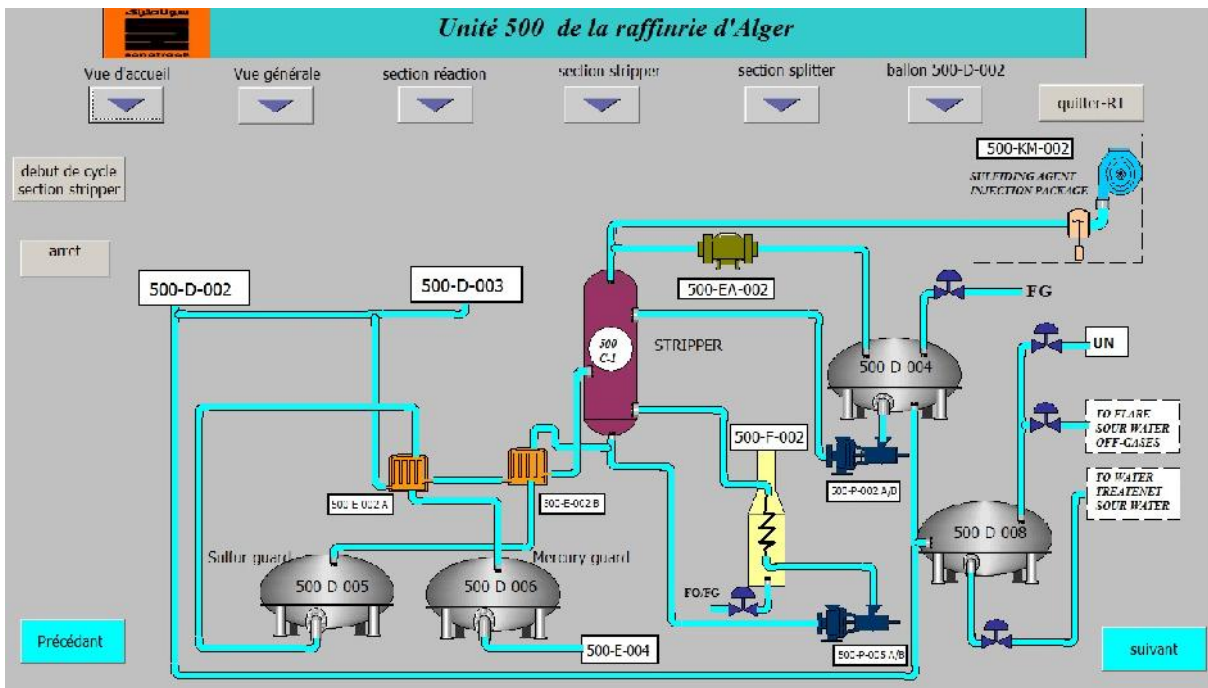 سوناطراك
sonatrach
Unité 500 de la raffinrie d'Alger
Vue d'accueil
Vue générale
section réaction
section stripper
section splitter
ballon 500-D-002
quitter-RT
500-KM-002
SULFIDING AGENT
INJECTION PACKAGE
debut de cycle
section stripper
arret
500-D-002
500-D-003
500-EA-002
FG
500
C-1
STRIPPER
500 D 004
UN
TO FLARE
SOUR WATER
OFF-GASES
500-F-002
500-P-002 A/B
500-E-002 A
500-E-002 B
TO WATER
TREATENET
SOUR WATER
500 D 008
Sulfur guard
Mercury guard
500 D 005
500 D 006
FO/FG
500-E-004
500-P-005 A/B
Précédant
suivant